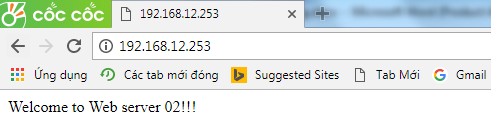 cốc cốc 192.168.12.253
192.168.12.253
Ứng dụng Các tab mới đóng Suggested Sites Tab Mới Gmail
Welcome to Web server 02!!!